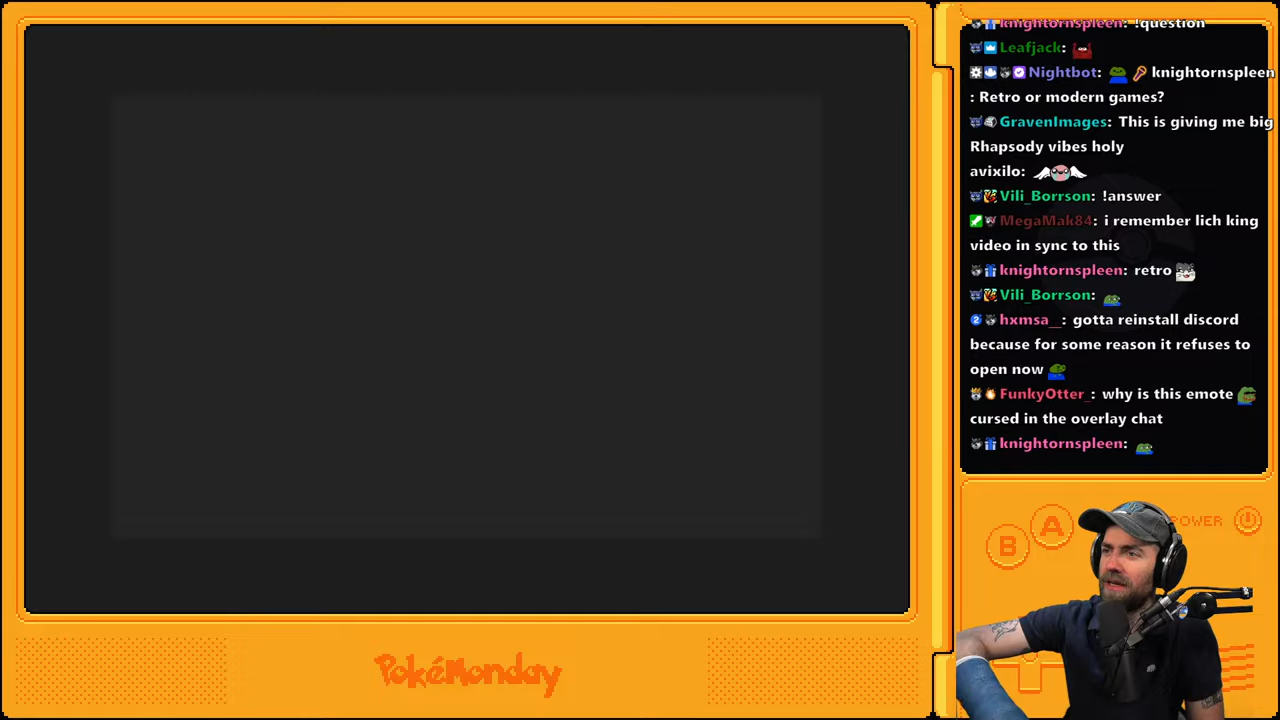 knightornspleen: !question
Leafjack:
Nightbot: knightornspleen
: Retro or modern games?
GravenImages: This is giving me big
Rhapsody vibes holy
avixilo:
Vili_Borrson: !answer
MegaMak84: i remember lich king
video in sync to this
knightornspleen: retro
Vili_Borrson:
2 hxmsa__: gotta reinstall discord
because for some reason it refuses to
open now
FunkyOtter_: why is this emote
cursed in the overlay chat
knightornspleen:
B A POWER
PokéMonday